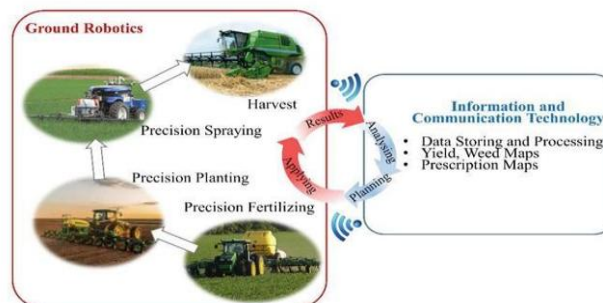 Ground Robotics
Harvest
Precision Spraying
Precision Planting
Precision Fertilizing
Results
Analysing
Planning
Applying
Information and
Communication Technology
• Data Storing and Processing
• Yield, Weed Maps
• Prescription Maps